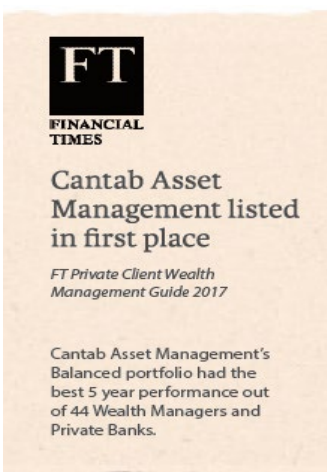 FT
FINANCIAL
TIMES
Cantab Asset
Management listed
in first place
FT Private Client Wealth
Management Guide 2017
Cantab Asset Management's
Balanced portfolio had the
best 5 year performance out
of 44 Wealth Managers and
Private Banks.